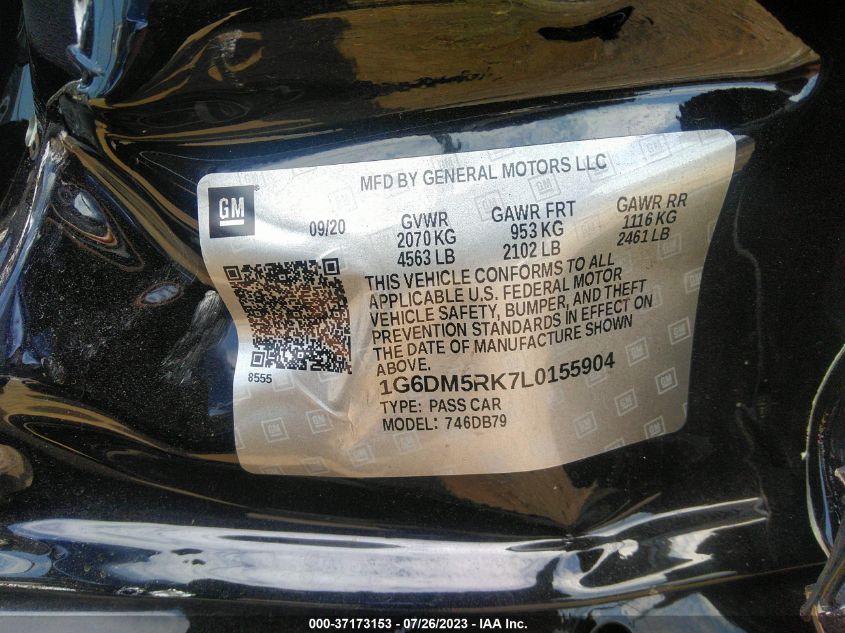 MFD BY GENERAL MOTORS LLC
GM
09/20
GVWR
2070 KG
4563 LB
GAWR FRT
953 KG
2102 LB
GAWR RR
1116 KG
2461 LB
THIS VEHICLE CONFORMS TO ALL
APPLICABLE U.S. FEDERAL MOTOR
VEHICLE SAFETY, BUMPER, AND THEFT
PREVENTION STANDARDS IN EFFECT ON
THE DATE OF MANUFACTURE SHOWN
ABOVE.
8555
1G6DM5RK7L0155904
TYPE: PASS CAR
MODEL: 746DB79
000-37173153 - 07/26/2023 - IAA Inc.